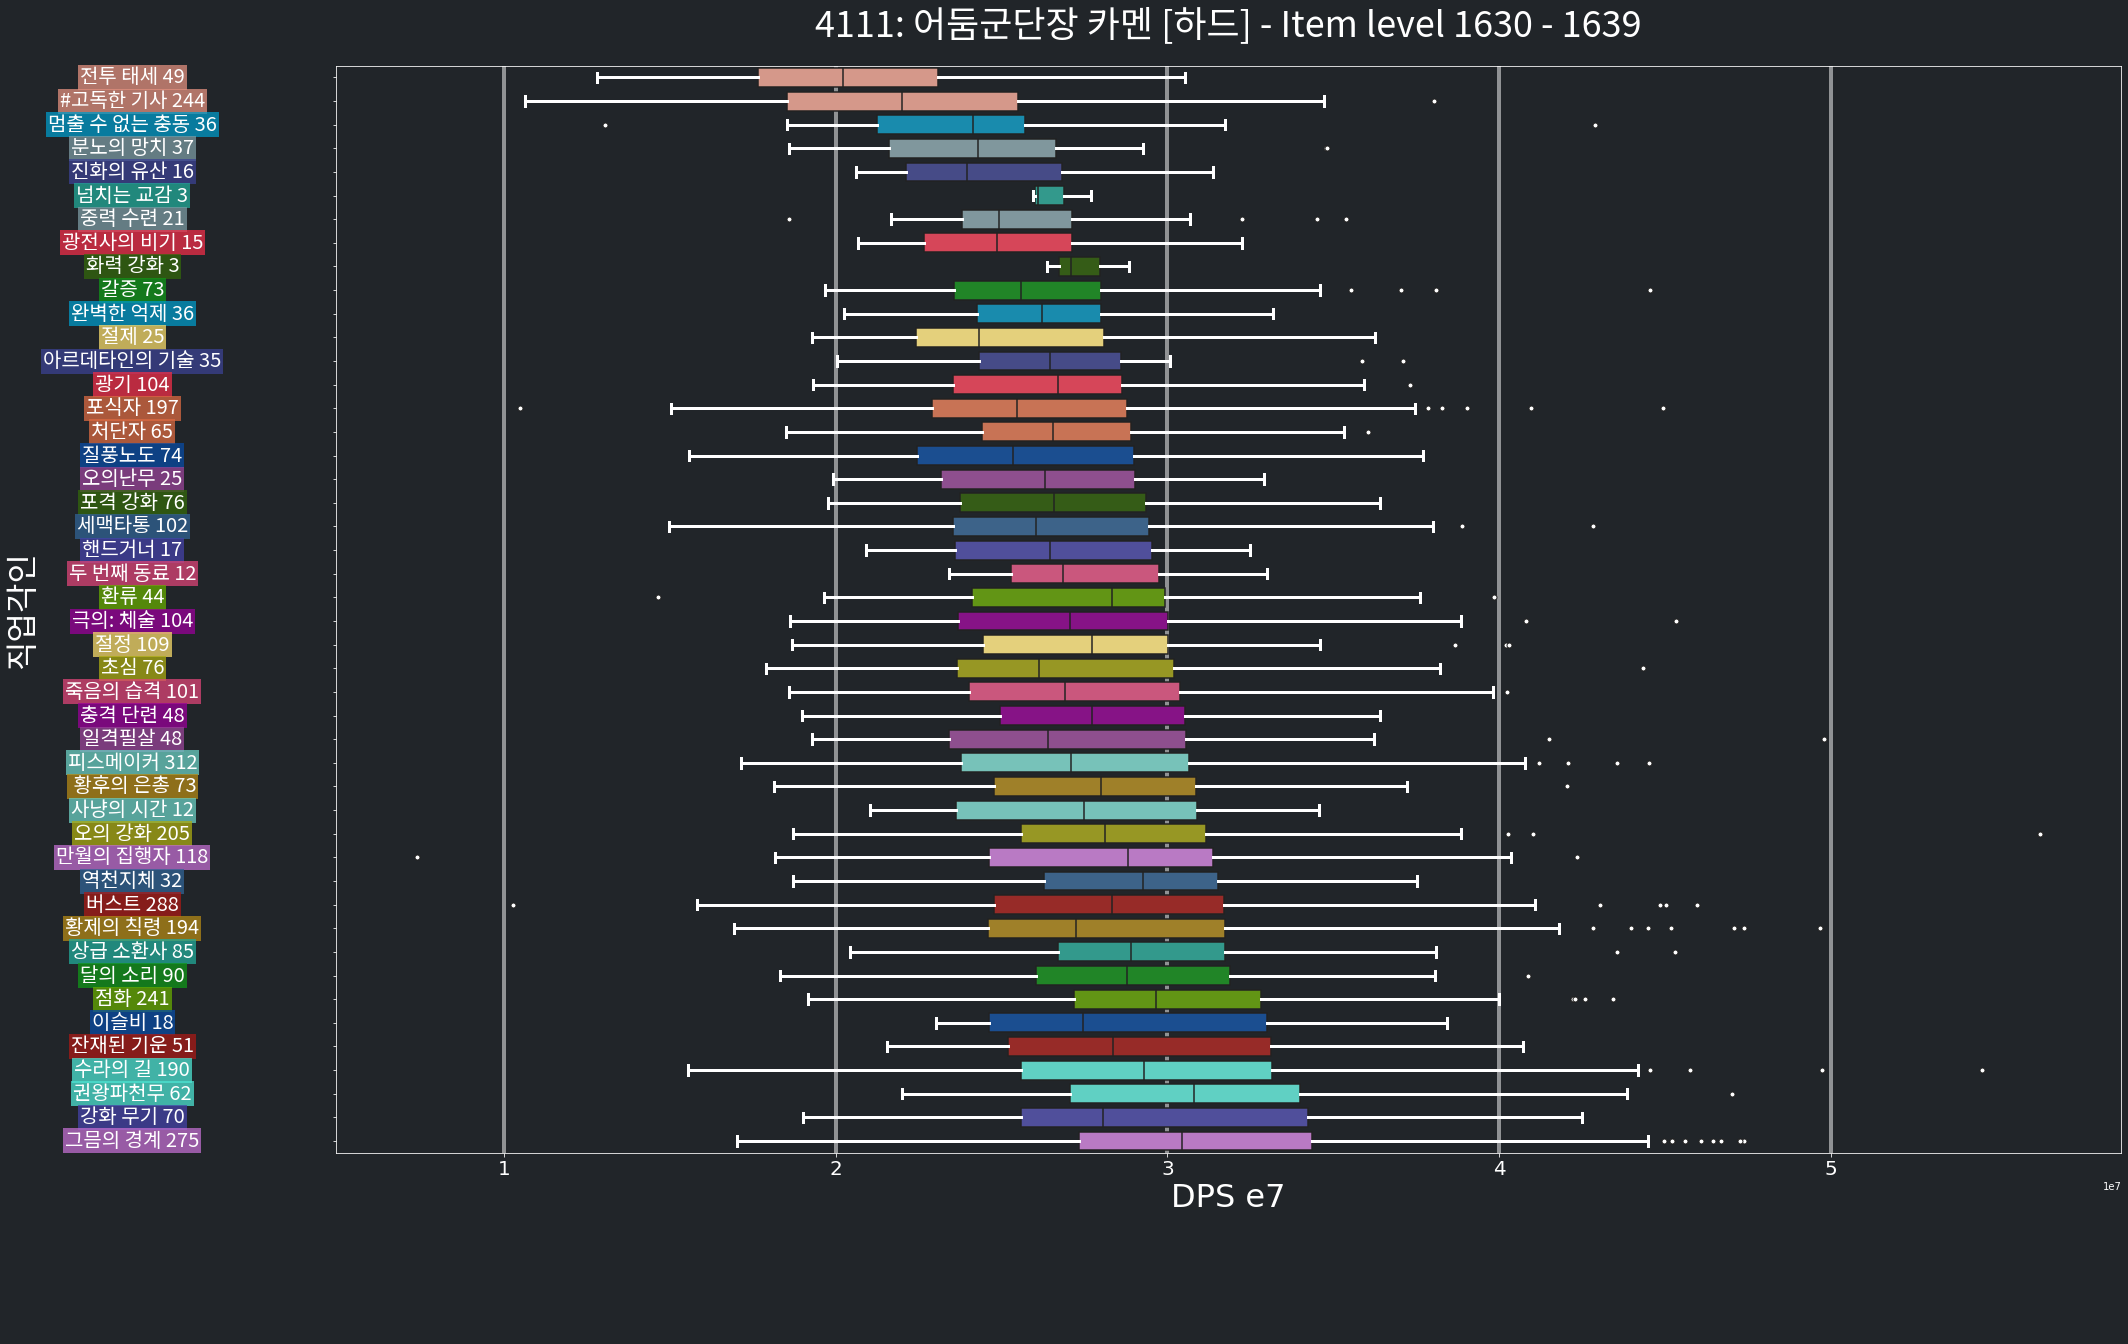 4111: 어둠군단장 카멘 [하드] - Item level 1630 - 1639
직업각인
전투 태세 49
#고독한 기사 244
멈출 수 없는 충동 36
분노의 망치 37
진화의 유산 16
넘치는 교감 3
중력 수련 21
광전사의 비기 15
화력 강화 3
갈증 73
완벽한 억제 36
절제 25
아르데타인의 기술 35
광기 104
포식자 197
처단자 65
질풍노도 74
오의난무 25
포격 강화 76
세맥타통 102
핸드거너 17
두 번째 동료 12
환류 44
극의: 체술 104
절정 109
초심 76
죽음의 습격 101
충격 단련 48
일격필살 48
피스메이커 312
황후의 은총 73
사냥의 시간 12
오의 강화 205
만월의 집행자 118
역천지체 32
버스트 288
황제의 칙령 194
상급 소환사 85
달의 소리 90
점화 241
이슬비 18
잔재된 기운 51
수라의 길 190
권왕파천무 62
강화 무기 70
그믐의 경계 275
1 2 3 4 5
DPS e7
1e7